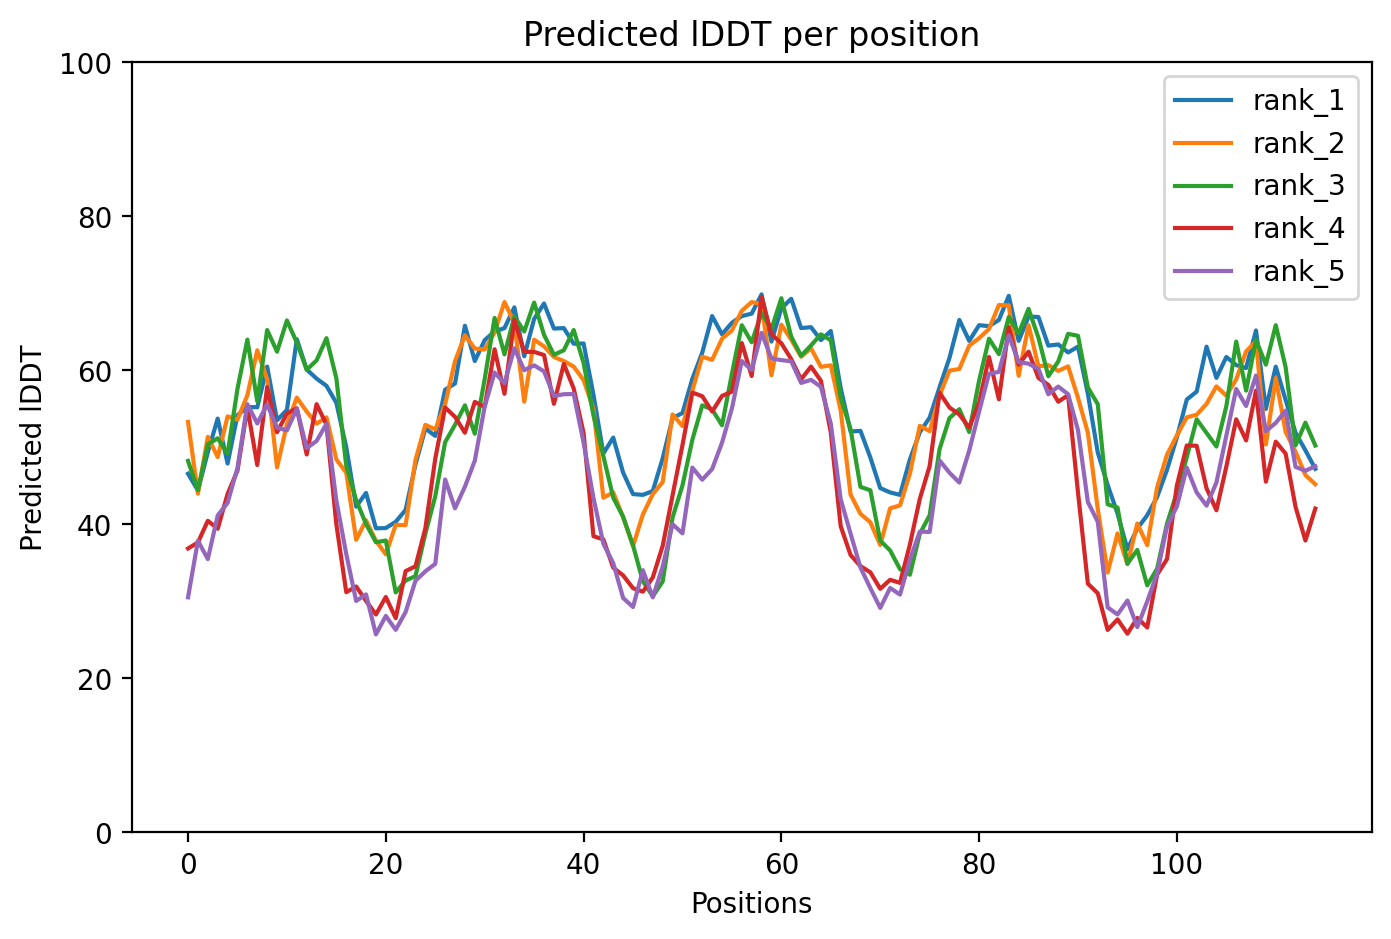 Predicted lDDT per position
100
80
60
40
20
0
Predicted lDDT
0 20 40 60 80 100
Positions
rank_1
rank_2
rank_3
rank_4
rank_5